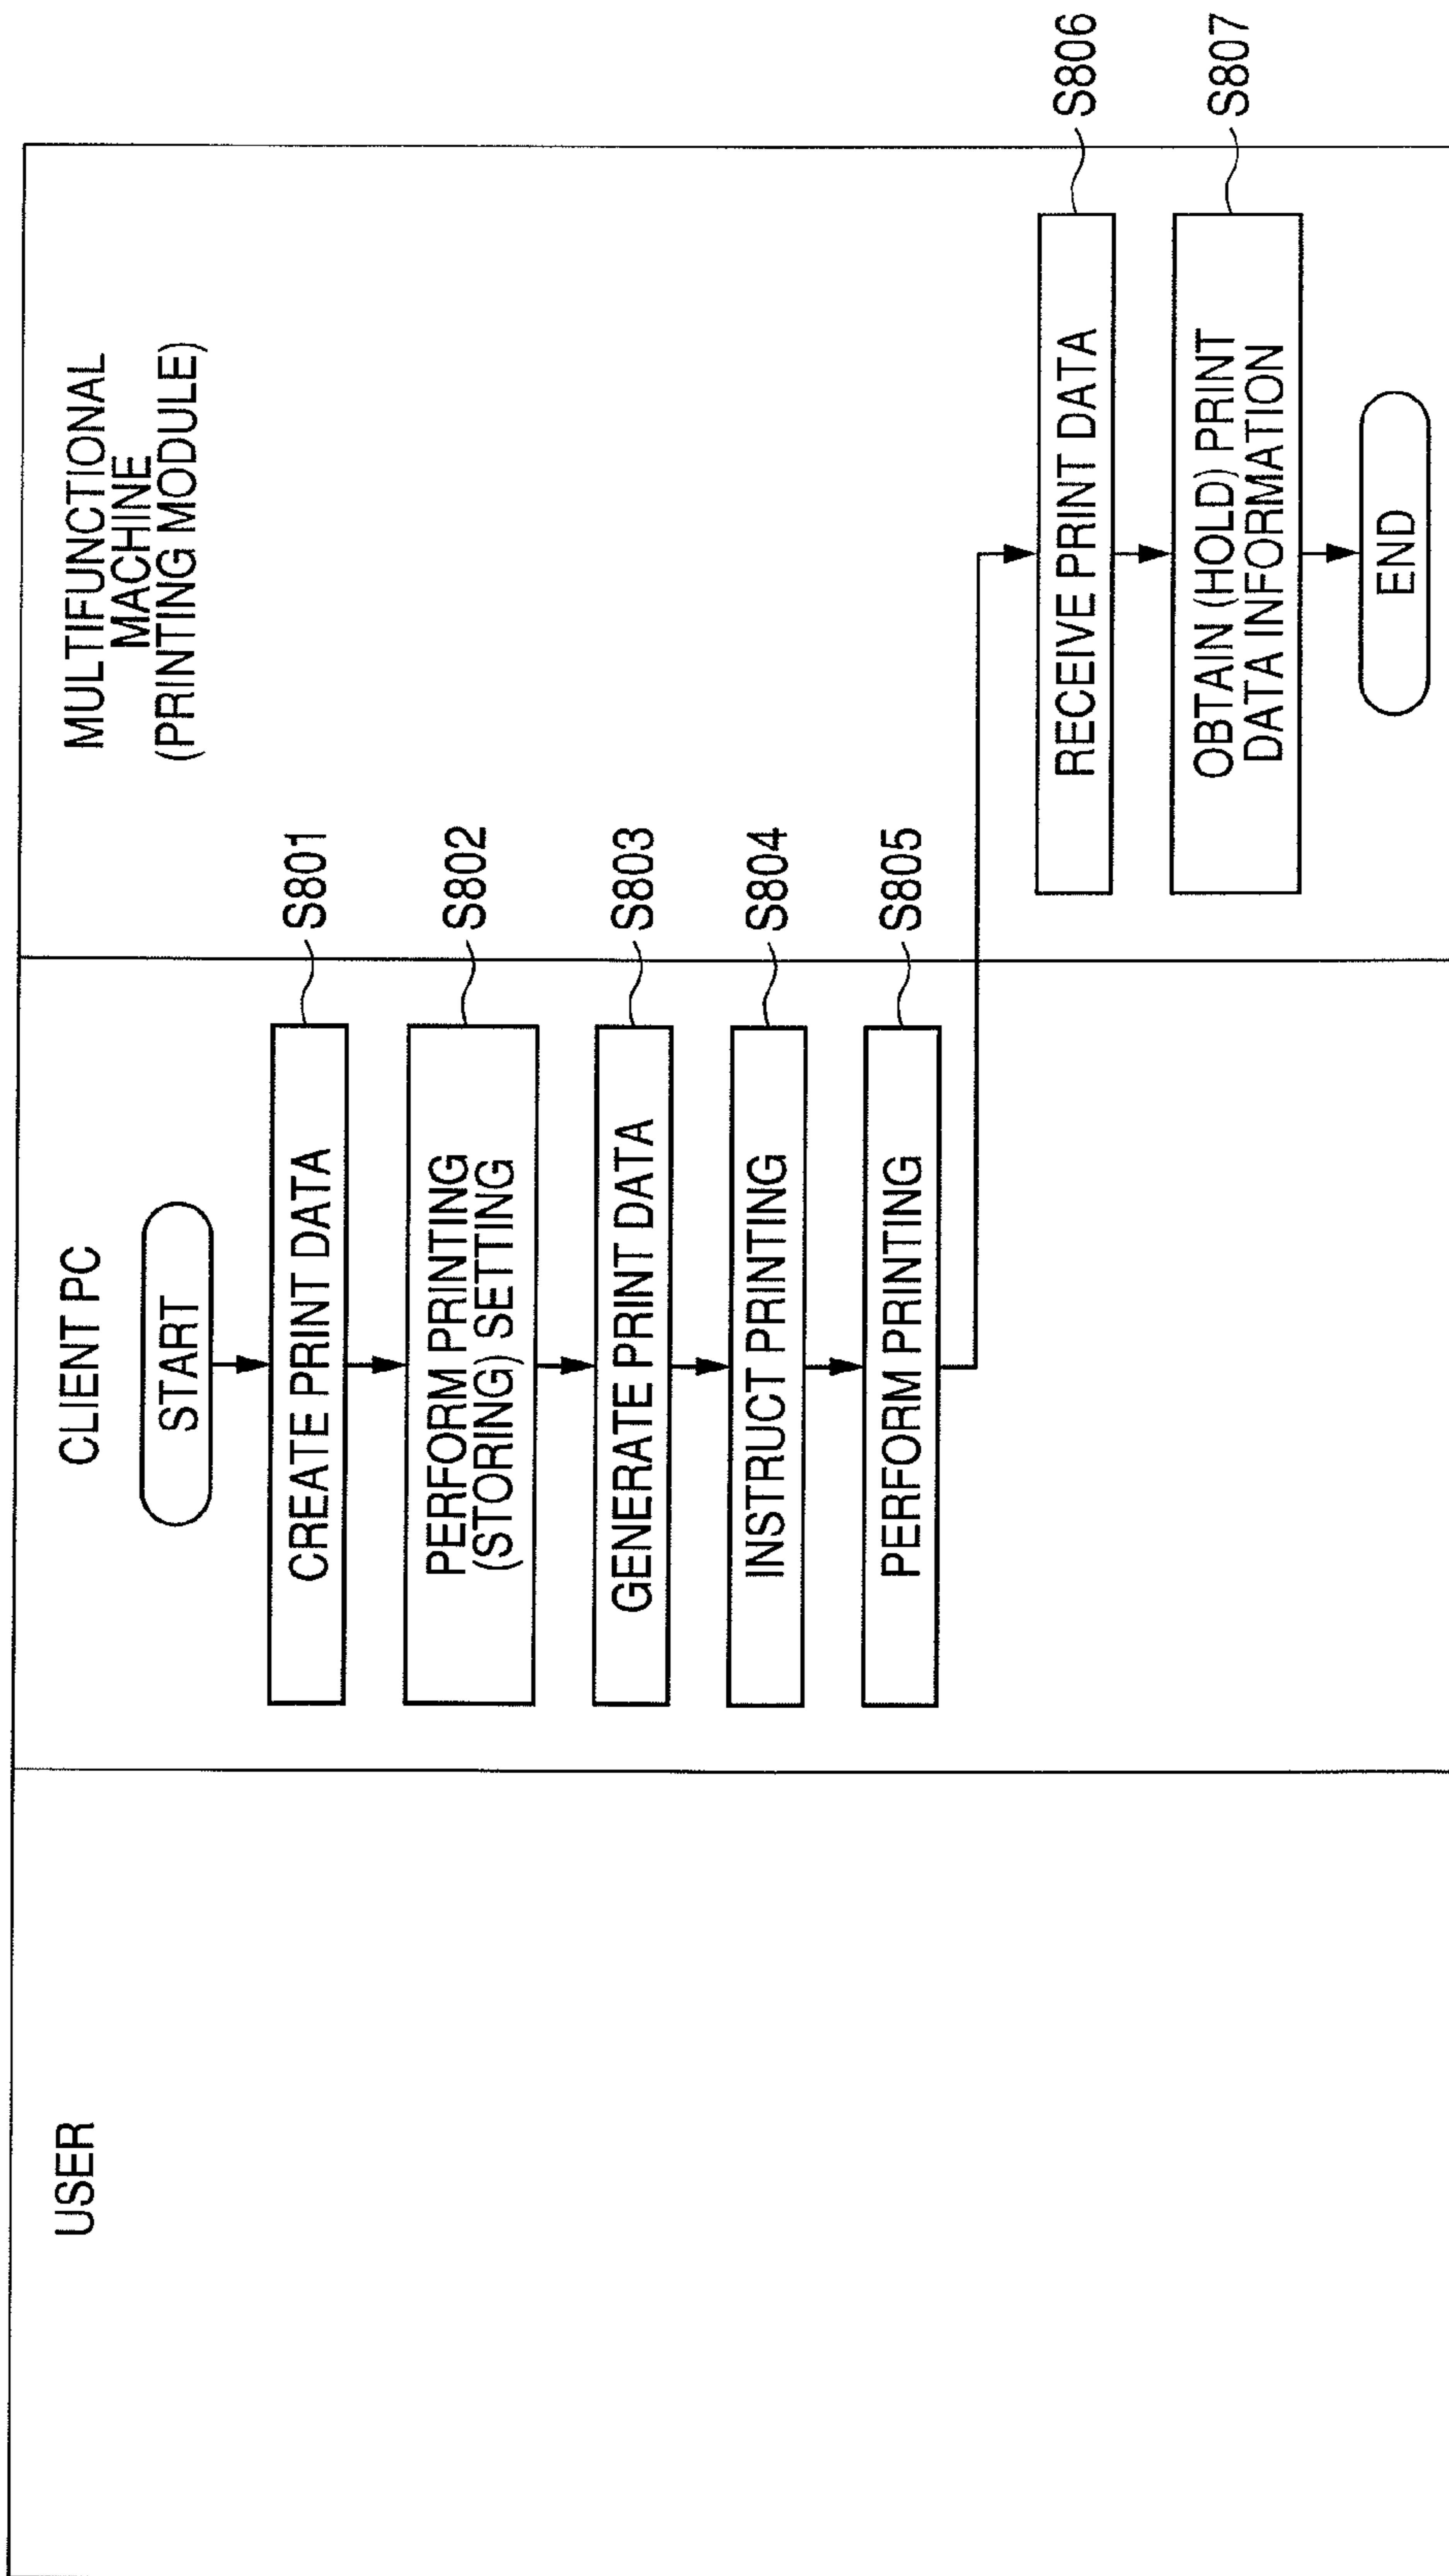 USER
CLIENT PC
MULTIFUNCTIONAL
MACHINE
(PRINTING MODULE)
START
CREATE PRINT DATA
S801
PERFORM PRINTING
(STORING) SETTING
S802
GENERATE PRINT DATA
S803
INSTRUCT PRINTING
S804
PERFORM PRINTING
S805
RECEIVE PRINT DATA
S806
OBTAIN (HOLD) PRINT
DATA INFORMATION
S807
END